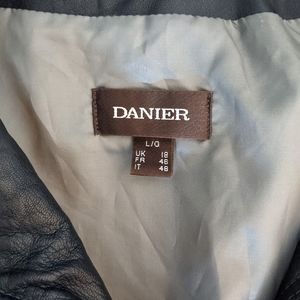 DANIER
L/G
UK 18
FR 46
IT 48